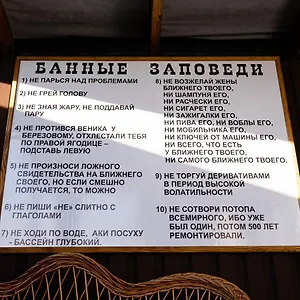 БАННЫЕ ЗАПОВЕДИ
1) НЕ ПАРЬСЯ НАД ПРОБЛЕМАМИ
2) НЕ ГРЕЙ ГОЛОВУ
3) НЕ ЗНАЯ ЖАРУ, НЕ ПОДДАВАЙ
ПАРУ
4) НЕ ПРОТИВСЯ ВЕНИКА У
БЕРЕЗОВОМУ, ОТХЛЕСТАЛИ ТЕБЯ
ПО ПРАВОЙ ЯГОДИЦЕ –
ПОДСТАВЬ ЛЕВУЮ
5) НЕ ПРОИЗНОСИ ЛОЖНОГО
СВИДЕТЕЛЬСТВА НА БЛИЖНЕГО
СВОЕГО, НО ЕСЛИ СМЕШНО
ПОЛУЧАЕТСЯ, ТО МОЖНО
6) НЕ ПИШИ «НЕ» СЛИТНО С
ГЛАГОЛАМИ
7) НЕ ХОДИ ПО ВОДЕ, АКИ ПОСУХУ
- БАССЕЙН ГЛУБОКИЙ.
8) НЕ ВОЗЖЕЛАЙ ЖЕНЫ
БЛИЖНЕГО ТВОЕГО,
НИ ШАМПУНЯ ЕГО,
НИ РАСЧЕСКИ ЕГО,
НИ СИГАРЕТ ЕГО,
НИ ЗАЖИГАЛКИ ЕГО,
НИ ПИВА ЕГО, НИ ВОБЛЫ ЕГО,
НИ МОБИЛЬНИКА ЕГО,
НИ КЛЮЧЕЙ ОТ МАШИНЫ ЕГО,
НИ ВСЕГО, ЧТО ЕСТЬ
У БЛИЖНЕГО ТВОЕГО,
НИ САМОГО БЛИЖНЕГО ТВОЕГО.
9) НЕ ТОРГУЙ ДЕРИВАТИВАМИ
В ПЕРИОД ВЫСОКОЙ
ВОЛАТИЛЬНОСТИ
10) НЕ СОТВОРИ ПОТОПА
ВСЕМИРНОГО, ИБО УЖЕ
БЫЛ ОДИН, ПОТОМ 500 ЛЕТ
РЕМОНТИРОВАЛИ.